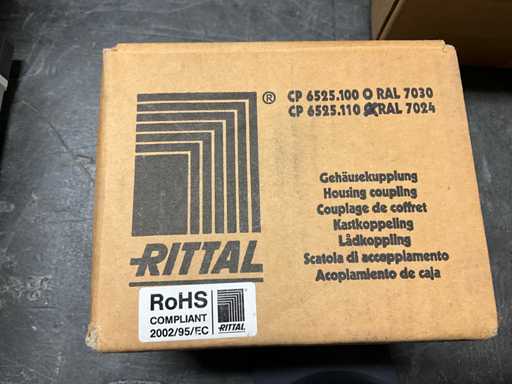 ® CP 6525.100 O RAL 7030
CP 6525.110 ⊗ RAL 7024
Gehäusekupplung
Housing coupling
Couplage de coffret
Kastkoppeling
Lådkoppling
Scatola di accoppiamento
Acoplamiento de caja
RITTAL
RoHS
COMPLIANT
2002/95/EC
RITTAL